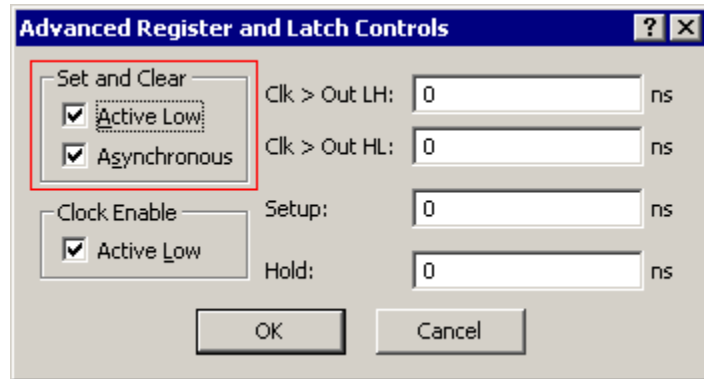 Advanced Register and Latch Controls
Set and Clear
Active Low
Asynchronous
Clock Enable
Active Low
Clk > Out LH: 0 ns
Clk > Out HL: 0 ns
Setup: 0 ns
Hold: 0 ns
OK Cancel